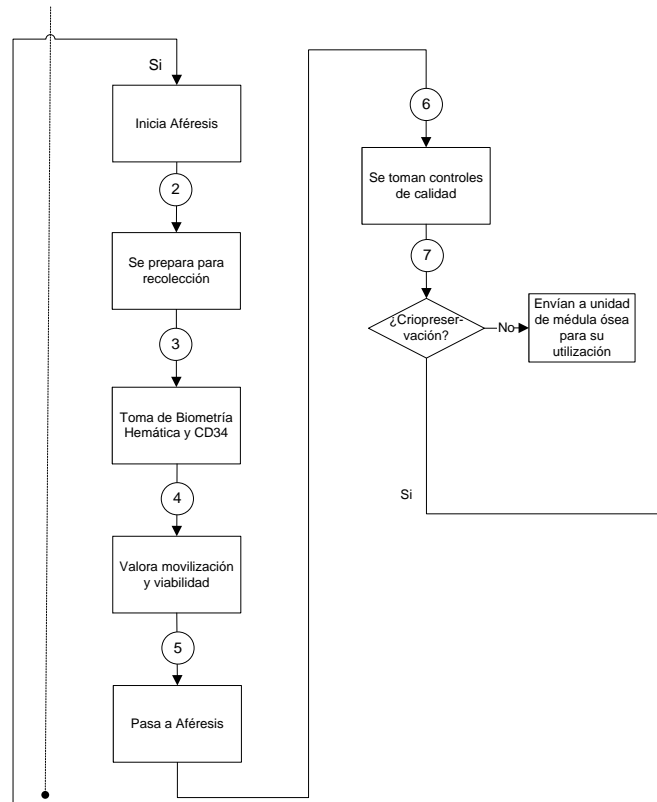 Si
Inicia Aféresis
2
Se prepara para
recolección
3
Toma de Biometría
Hemática y CD34
4
Valora movilización
y viabilidad
5
Pasa a Aféresis
6
Se toman controles
de calidad
7
¿Criopreser-
vación?
No
Envían a unidad
de médula ósea
para su
utilización
Si